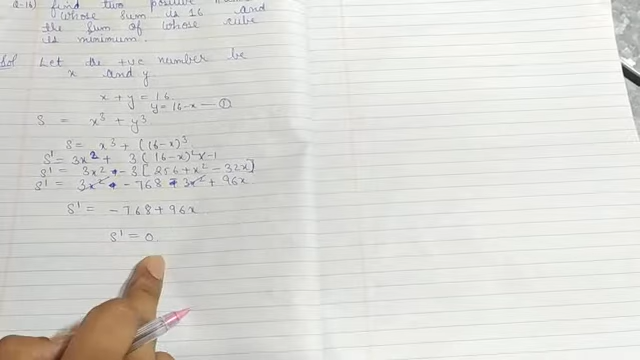 Q-16) find two positive
whose sum is 16 and
the sum of whose cube
is minimum.
Sol Let the +ve number be
x and y.
x + y = 16
y = 16-x — ①
S = x³ + y³
S = x³ + (16-x)³
S' = 3x² + 3(16-x)²x-1
S' = 3x² - 3[256+x²-32x]
S' = 3x² - 768 - 3x² + 96x
S' = -768+96x
S' = 0